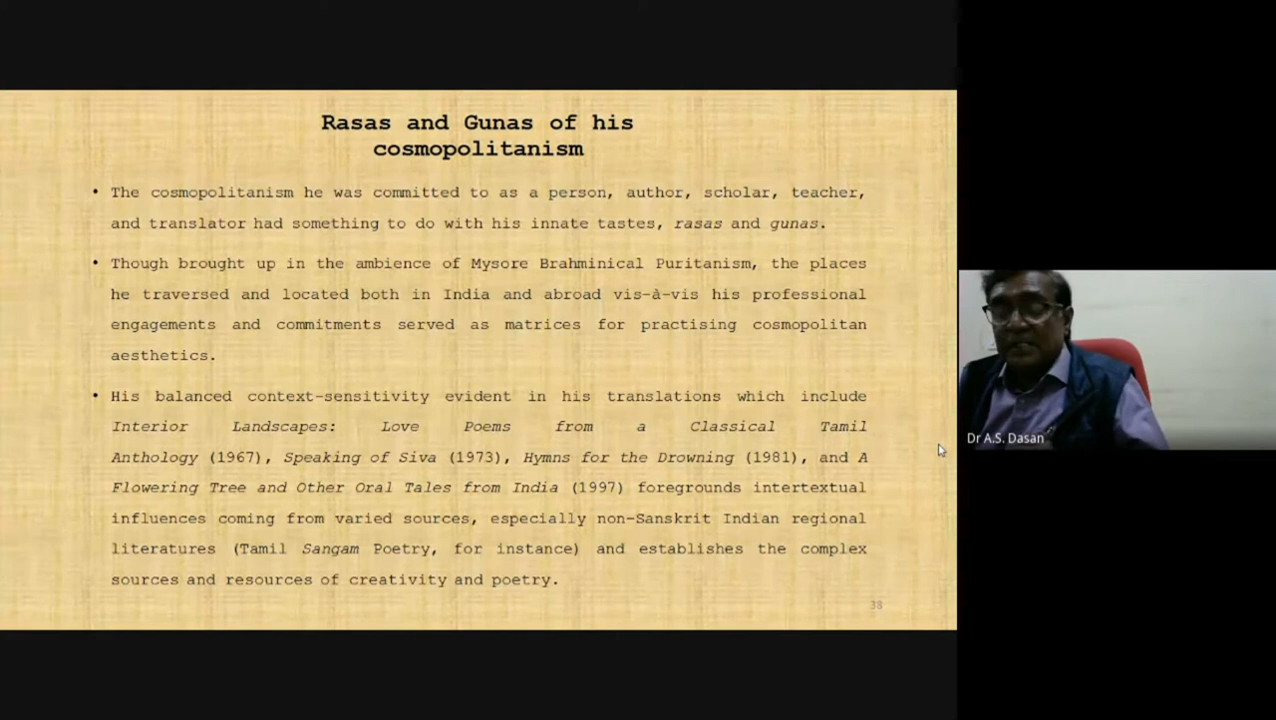 Rasas and Gunas of his
cosmopolitanism
• The cosmopolitanism he was committed to as a person, author, scholar, teacher,
and translator had something to do with his innate tastes, rasas and gunas.
• Though brought up in the ambience of Mysore Brahminical Puritanism, the places
he traversed and located both in India and abroad vis-à-vis his professional
engagements and commitments served as matrices for practising cosmopolitan
aesthetics.
• His balanced context-sensitivity evident in his translations which include
Interior Landscapes: Love Poems from a Classical Tamil
Anthology (1967), Speaking of Siva (1973), Hymns for the Drowning (1981), and A
Flowering Tree and Other Oral Tales from India (1997) foregrounds intertextual
influences coming from varied sources, especially non-Sanskrit Indian regional
literatures (Tamil Sangam Poetry, for instance) and establishes the complex
sources and resources of creativity and poetry.
38
Dr A.S. Dasan